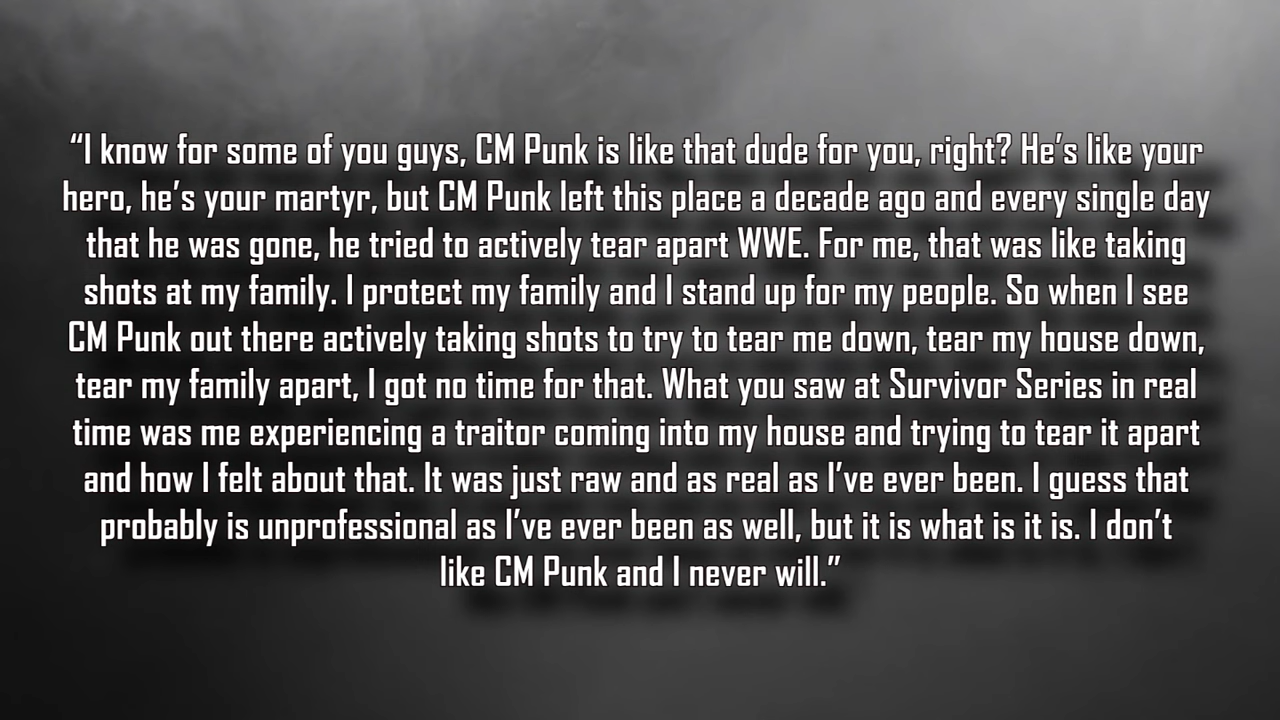 “I know for some of you guys, CM Punk is like that dude for you, right? He’s like your
hero, he’s your martyr, but CM Punk left this place a decade ago and every single day
that he was gone, he tried to actively tear apart WWE. For me, that was like taking
shots at my family. I protect my family and I stand up for my people. So when I see
CM Punk out there actively taking shots to try to tear me down, tear my house down,
tear my family apart, I got no time for that. What you saw at Survivor Series in real
time was me experiencing a traitor coming into my house and trying to tear it apart
and how I felt about that. It was just raw and as real as I’ve ever been. I guess that
probably is unprofessional as I’ve ever been as well, but it is what is it is. I don’t
like CM Punk and I never will.”